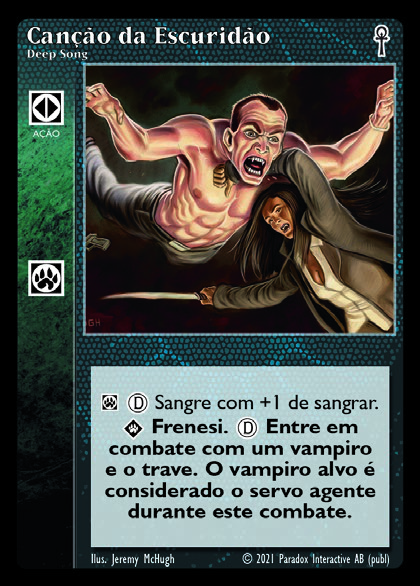 Canção da Escuridão
Deep Song
AÇÃO
GH
D Sangre com +1 de sangrar.
Frenesi. D Entre em
combate com um vampiro
e o trave. O vampiro alvo é
considerado o servo agente
durante este combate.
Ilus. Jeremy McHugh
© 2021 Paradox Interactive AB (publ)